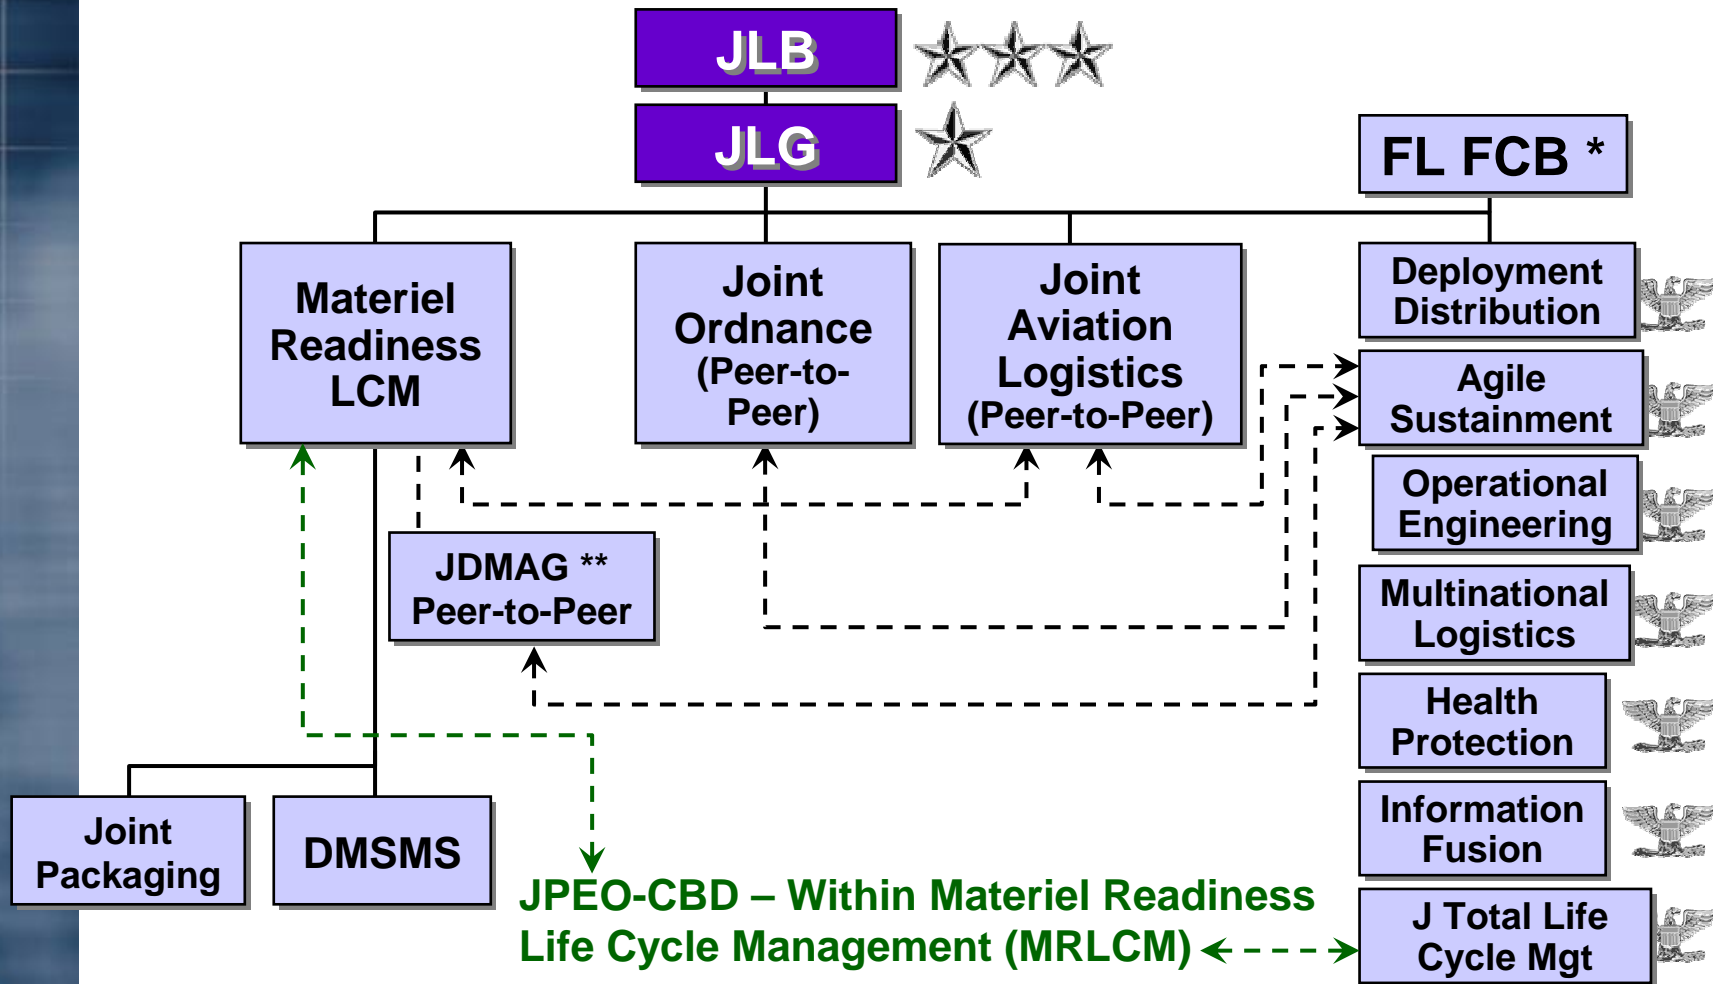 JLB
JLG
FL FCB *
Materiel
Readiness
LCM
Joint
Ordnance
(Peer-to-
Peer)
Joint
Aviation
Logistics
(Peer-to-Peer)
Deployment
Distribution
Agile
Sustainment
Operational
Engineering
JDMAG **
Peer-to-Peer
Multinational
Logistics
Health
Protection
Joint
Packaging
DMSMS
Information
Fusion
JPEO-CBD – Within Materiel Readiness
Life Cycle Management (MRLCM)
J Total Life
Cycle Mgt